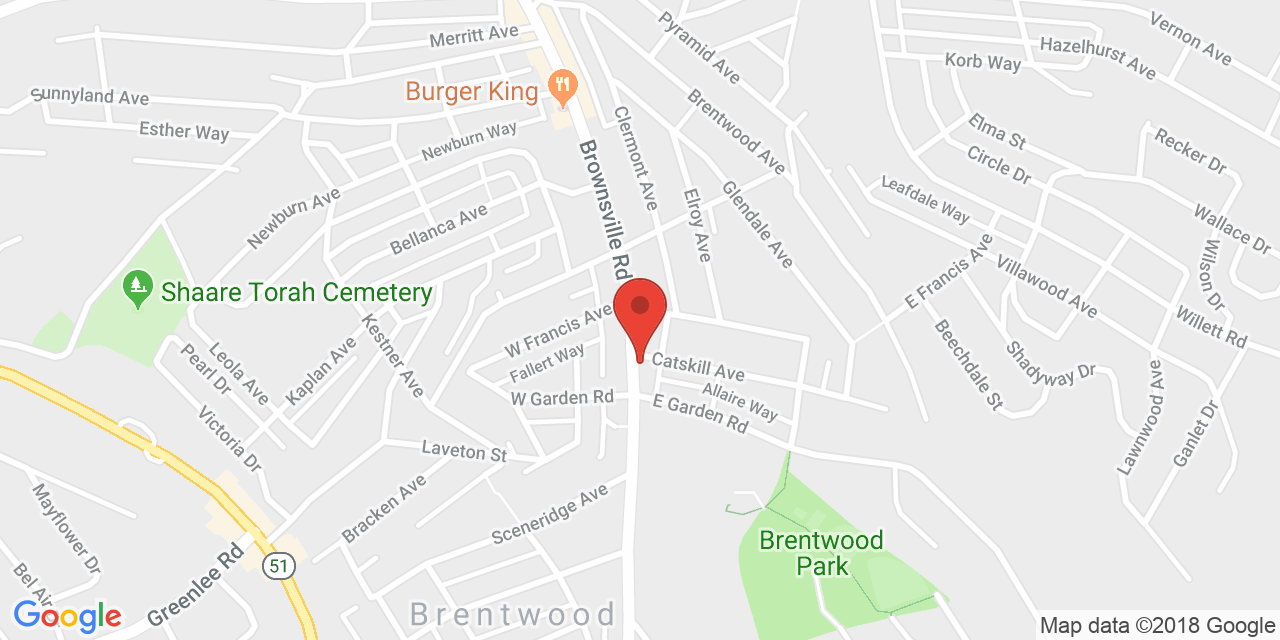 Merritt Ave
Pyramid Ave
Vernon Ave
Hazelhurst Ave
Korb Way
Burger King
Sunnyland Ave
Esther Way
Newburn Way
Clermont Ave
Brentwood Ave
Elma St
Circle Dr
Recker Dr
Brownsville Rd
Newburn Ave
Bellanca Ave
Elroy Ave
Glendale Ave
Leafdale Way
Wallace Dr
Wilson Dr
E Francis Ave
Villawood Ave
Willett Rd
Shaare Torah Cemetery
W Francis Ave
Fallert Way
Kestner Ave
Kaplan Ave
Leola Ave
Pearl Dr
Victoria Dr
Catskill Ave
Allaire Way
W Garden Rd
E Garden Rd
Beechdale St
Shadyway Dr
Lawnwood Ave
Ganlet Dr
Laveton St
Bracken Ave
Sceneridge Ave
Mayflower Dr
Bel Air
Greenlee Rd
51
Brentwood
Park
Brentwood
Google
Map data ©2018 Google